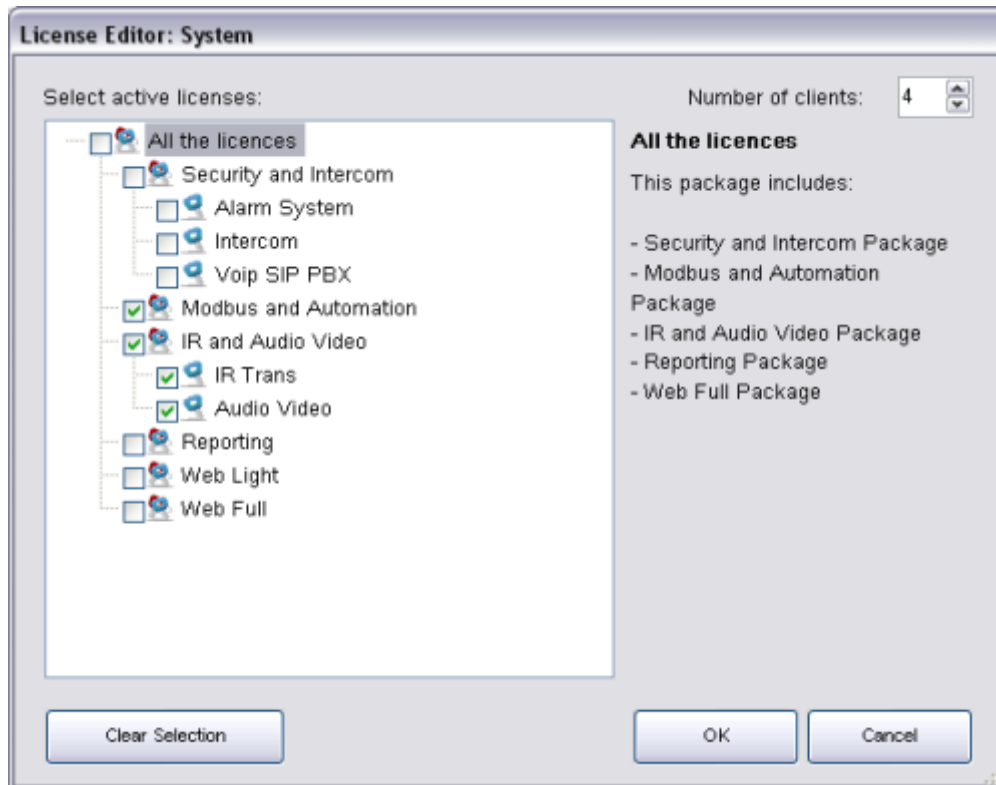 License Editor: System
Select active licenses:
Number of clients: 4
All the licences
Security and Intercom
Alarm System
Intercom
Voip SIP PBX
Modbus and Automation
IR and Audio Video
IR Trans
Audio Video
Reporting
Web Light
Web Full
All the licences
This package includes:
- Security and Intercom Package
- Modbus and Automation
Package
- IR and Audio Video Package
- Reporting Package
- Web Full Package
Clear Selection
OK
Cancel